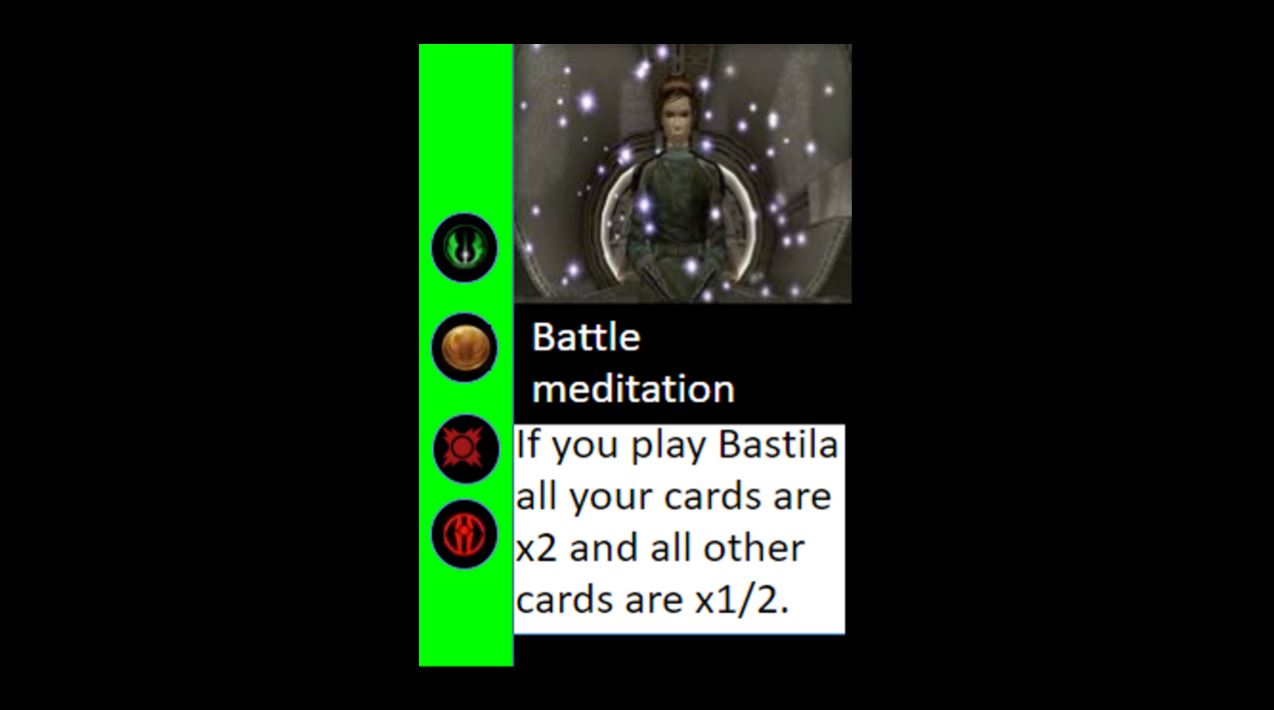 Battle
meditation
If you play Bastila
all your cards are
x2 and all other
cards are x1/2.